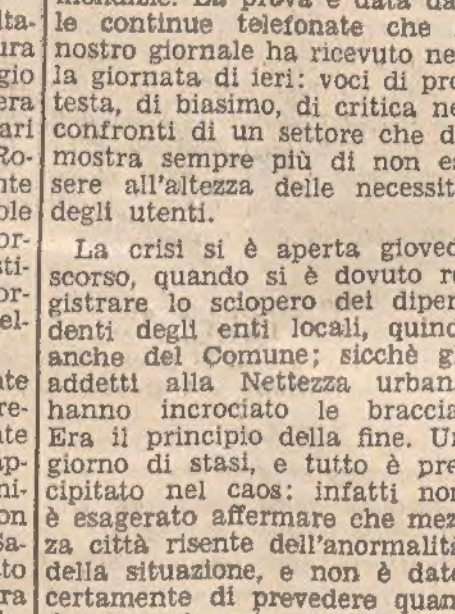 le continue telefonate che
nostro giornale ha ricevuto ne
la giornata di ieri: voci di pro
testa, di biasimo, di critica ne
confronti di un settore che d
mostra sempre più di non es
sere all'altezza delle necessit
degli utenti.
La crisi si è aperta gioved
scorso, quando si è dovuto re
gistrare lo sciopero dei dipen
denti degli enti locali, quind
anche del Comune; sicchè g
addetti alla Nettezza urban
hanno incrociato le braccia
Era il principio della fine. Un
giorno di stasi, e tutto è pre
cipitato nel caos: infatti non
è esagerato affermare che mez
za città risente dell'anormalità
della situazione, e non è dato
certamente di prevedere quan